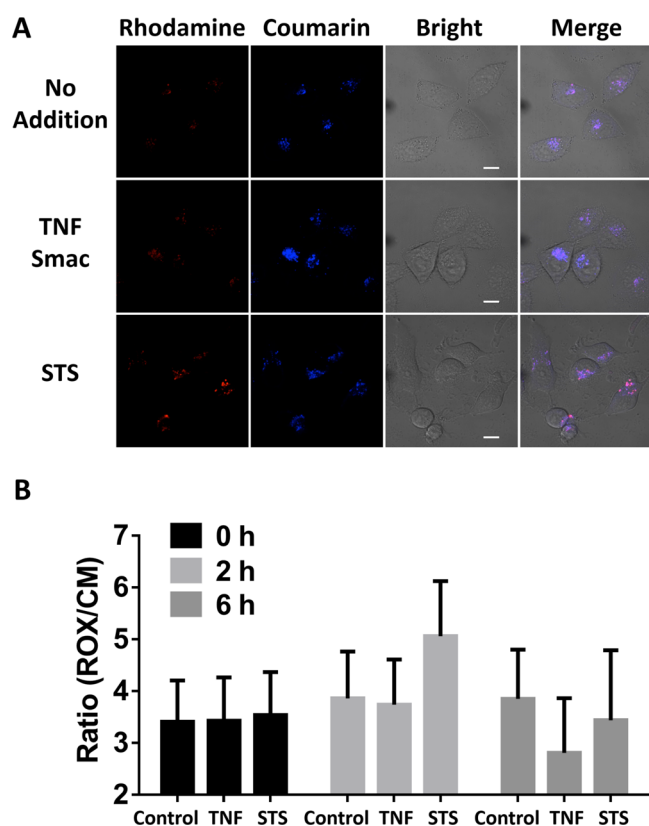 A
Rhodamine Coumarin Bright Merge
No
Addition
TNF
Smac
STS
B
Ratio (ROX/CM)
7
6
5
4
3
2
0 h
2 h
6 h
Control TNF STS Control TNF STS Control TNF STS